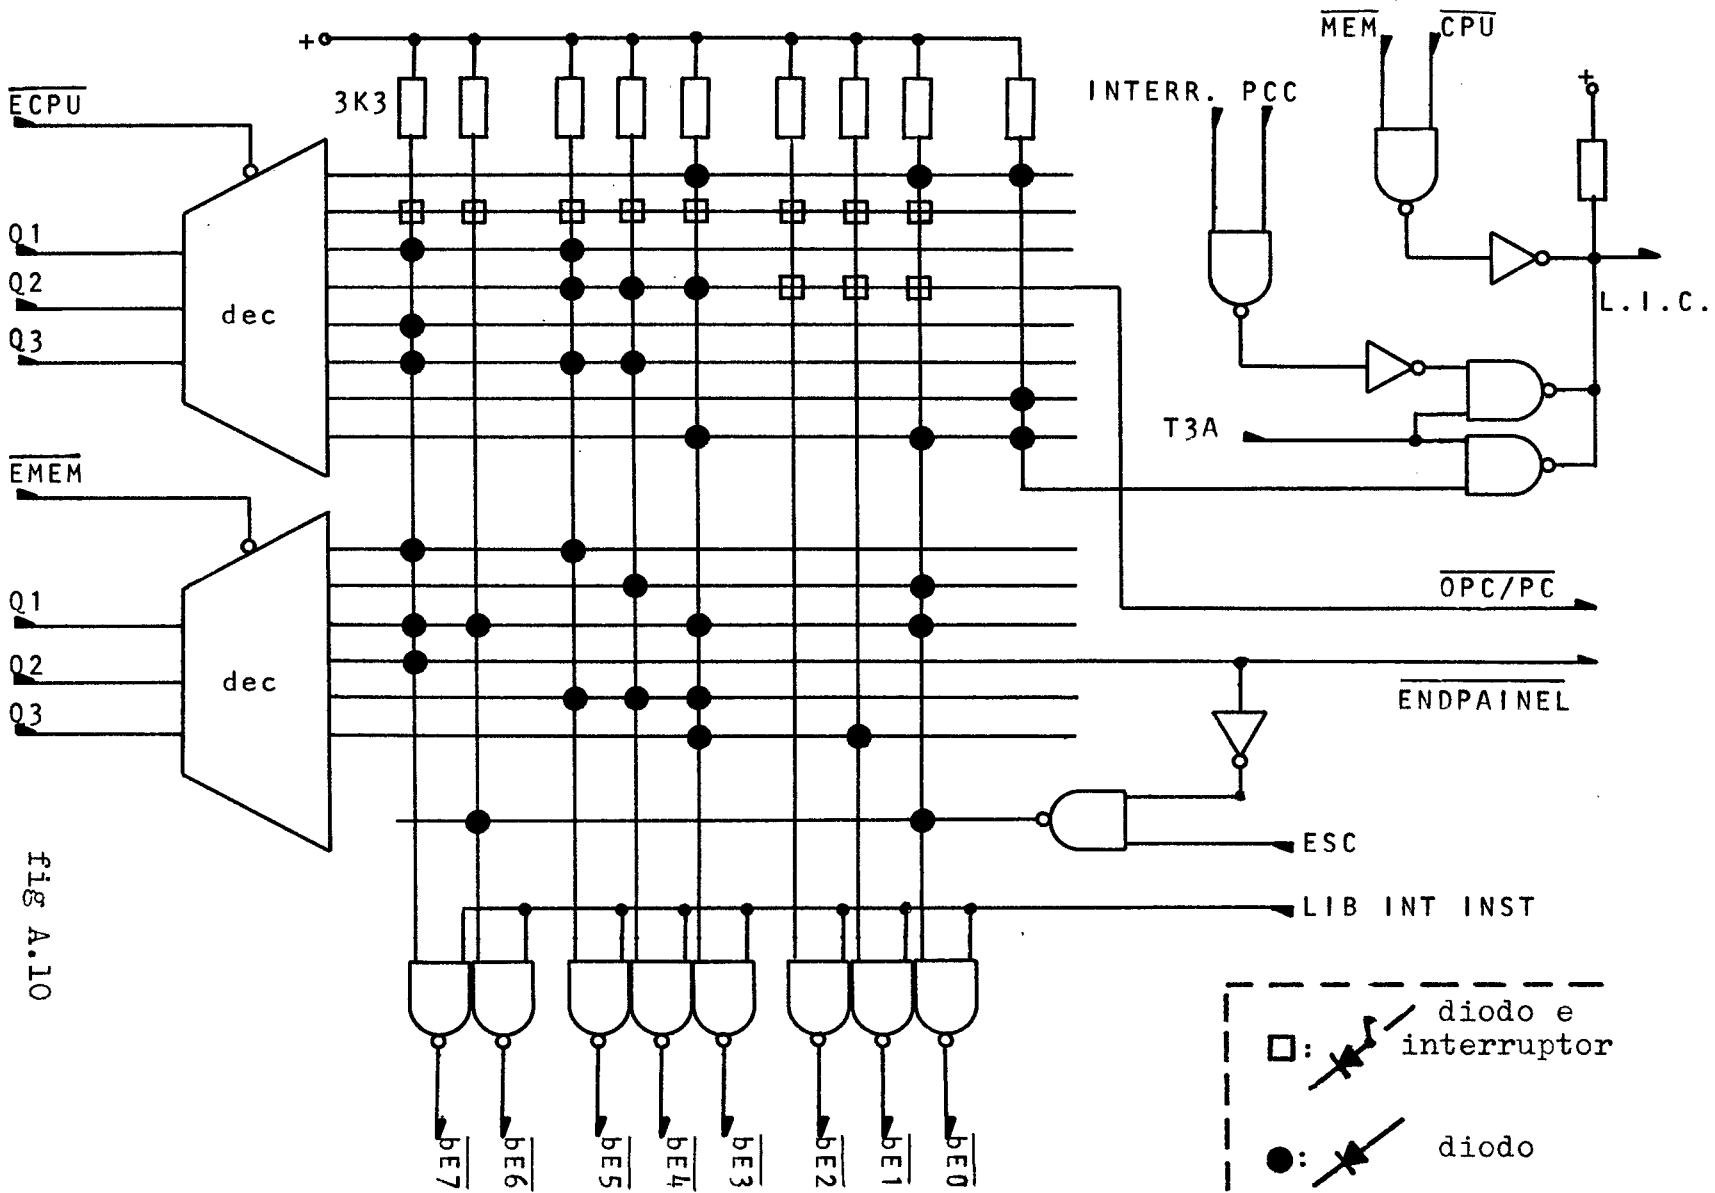 +
3K3
INTERR. PCC
MEM CPU
+
ECPU
Q1
Q2
Q3
dec
L.I.C.
T3A
EMEM
Q1
Q2
Q3
dec
OPC/PC
ENDPAINEL
ESC
LIB INT INST
bE7
bE6
bE5
bE4
bE3
bE2
bE1
bE0
: diodo e
interruptor
: diodo
fig A.10